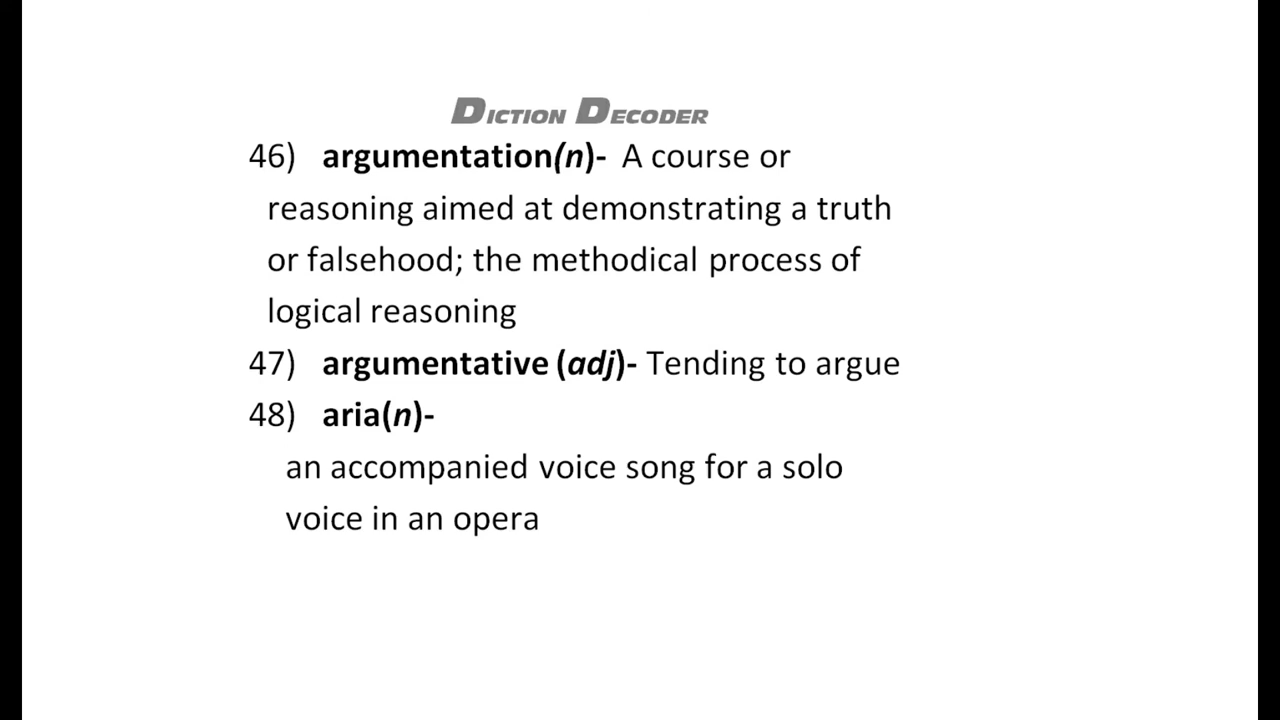 DICTION DECODER
46) argumentation(n)- A course or
reasoning aimed at demonstrating a truth
or falsehood; the methodical process of
logical reasoning
47) argumentative (adj)- Tending to argue
48) aria(n)-
an accompanied voice song for a solo
voice in an opera